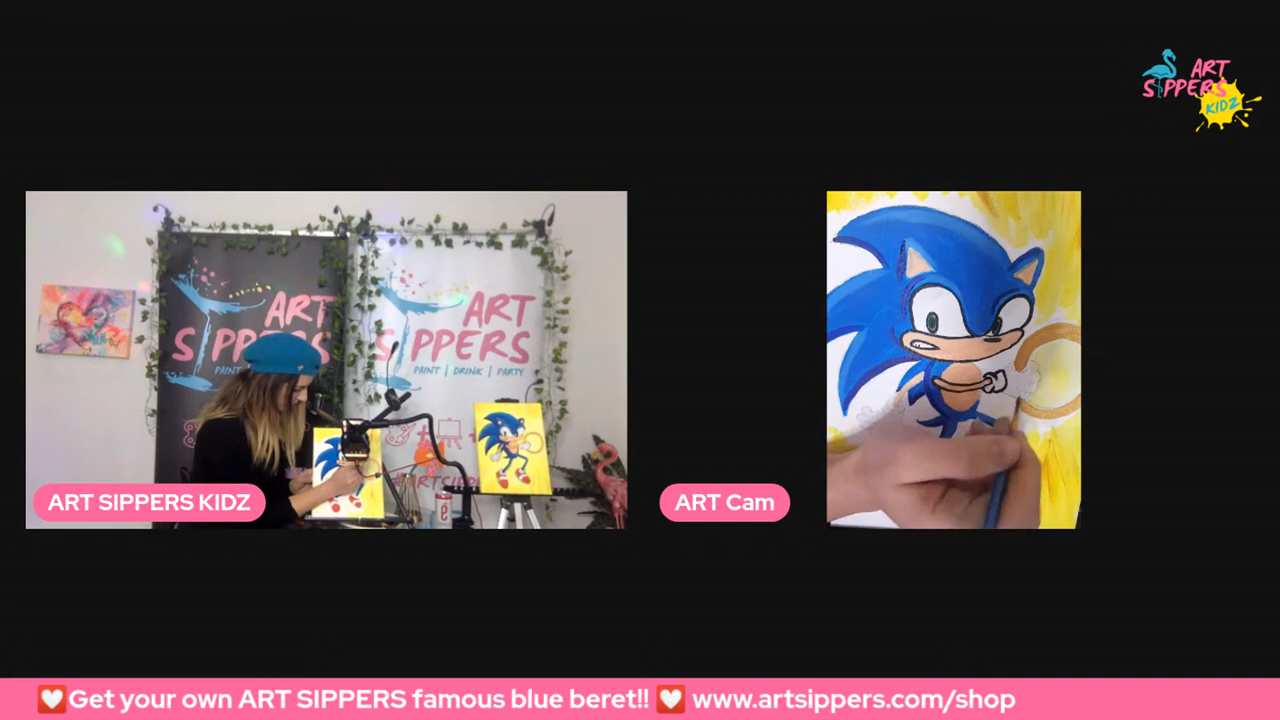 ART
SIPPERS
KIDZ
ART
SIPPERS
PAINT
ART
SIPPERS
PAINT | DRINK | PARTY
ART SIPPERS KIDZ
ART Cam
Get your own ART SIPPERS famous blue beret!! www.artsippers.com/shop